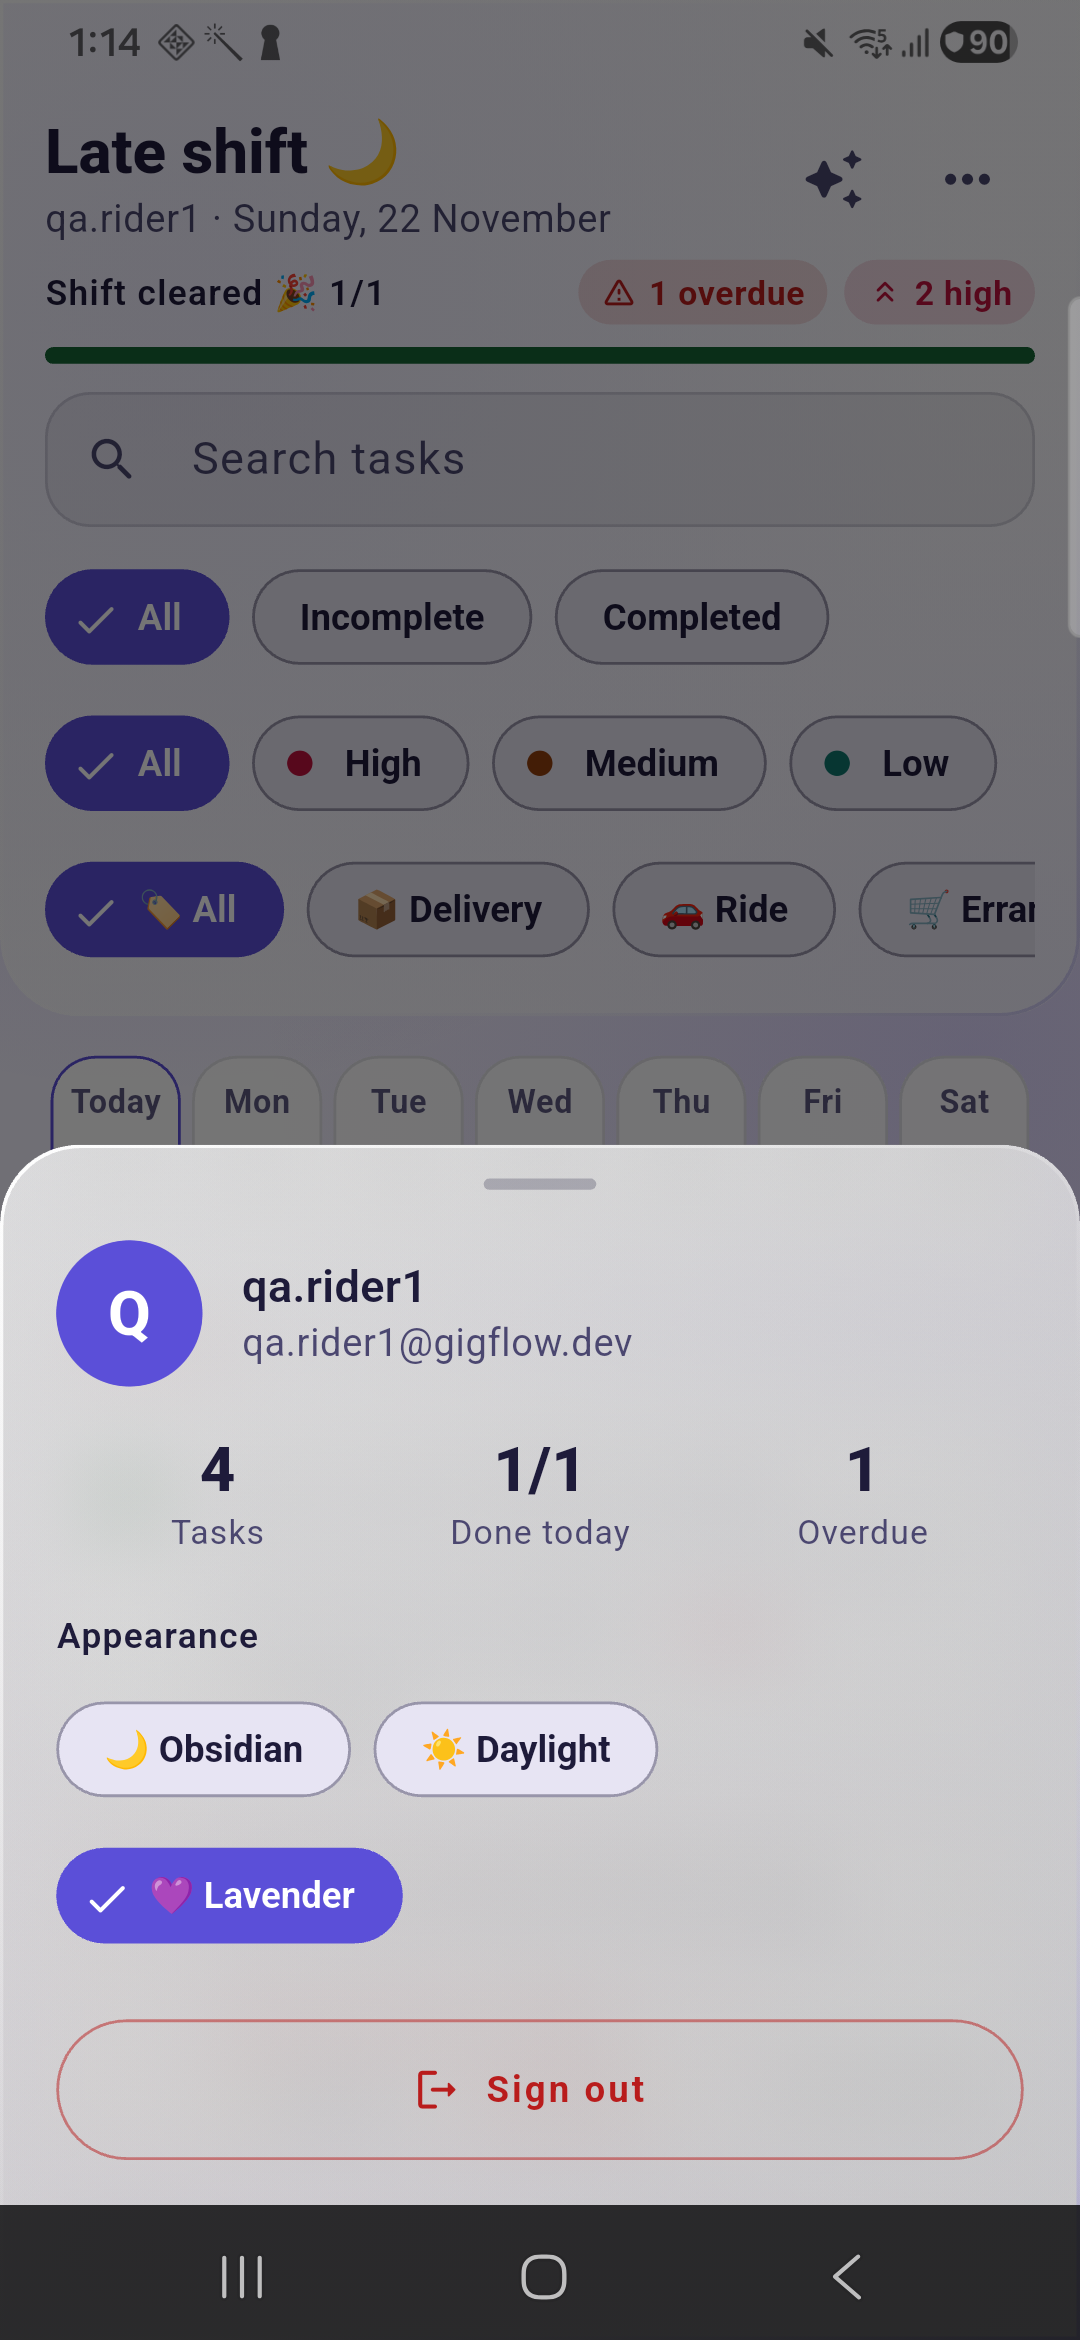 1:14 5 90
Late shift 🌙
qa.rider1 · Sunday, 22 November
Shift cleared 🎉 1/1 1 overdue 2 high
Search tasks
All Incomplete Completed
All High Medium Low
🏷️ All 📦 Delivery 🚗 Ride 🛒 Erran
Today Mon Tue Wed Thu Fri Sat
Q
qa.rider1
qa.rider1@gigflow.dev
4 1/1 1
Tasks Done today Overdue
Appearance
🌙 Obsidian ☀️ Daylight
💜 Lavender
Sign out